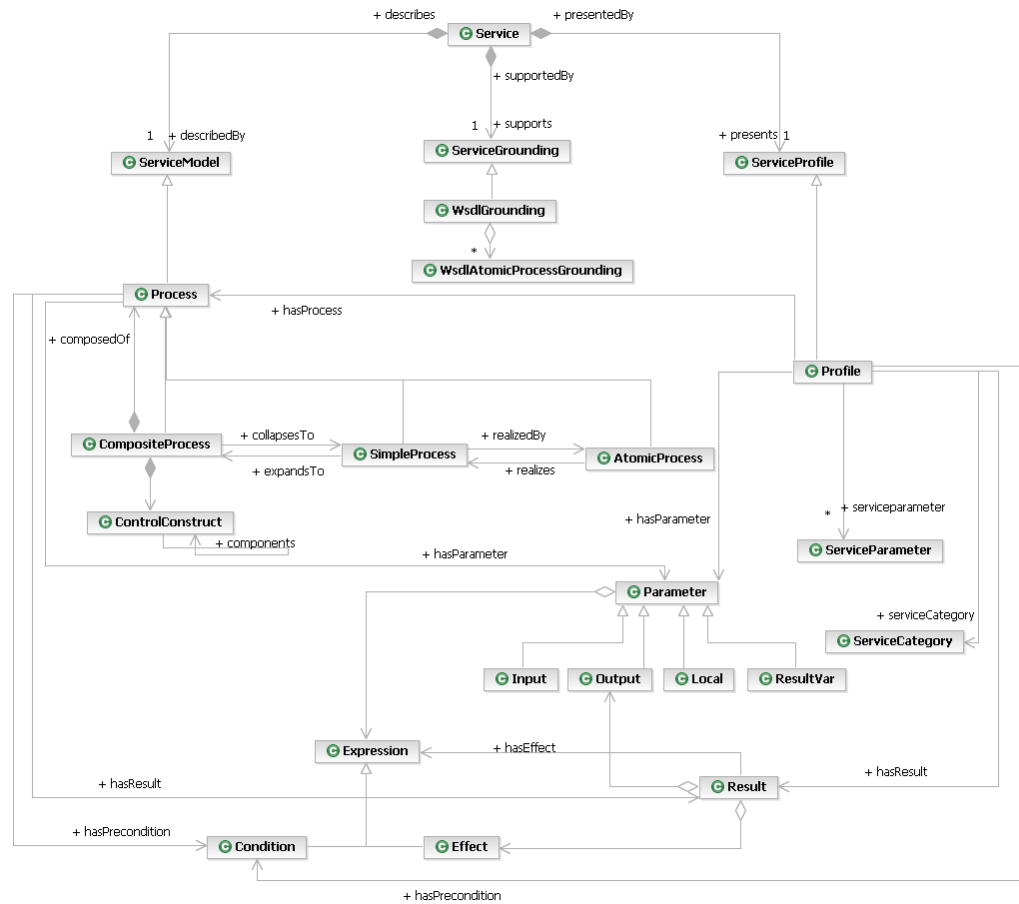 + describes
+ presentedBy
Service
+ supportedBy
1
+ describedBy
1
+ supports
+ presents
1
ServiceModel
ServiceGrounding
ServiceProfile
WsdlGrounding
*
WsdlAtomicProcessGrounding
Process
+ hasProcess
+ composedOf
Profile
CompositeProcess
+ collapsesTo
+ expandsTo
SimpleProcess
+ realizedBy
+ realizes
AtomicProcess
ControlConstruct
+ components
+ hasParameter
+ hasParameter
*
+ serviceparameter
ServiceParameter
Parameter
+ serviceCategory
ServiceCategory
Input
Output
Local
ResultVar
Expression
+ hasEffect
+ hasResult
+ hasResult
Result
+ hasPrecondition
Condition
Effect
+ hasPrecondition